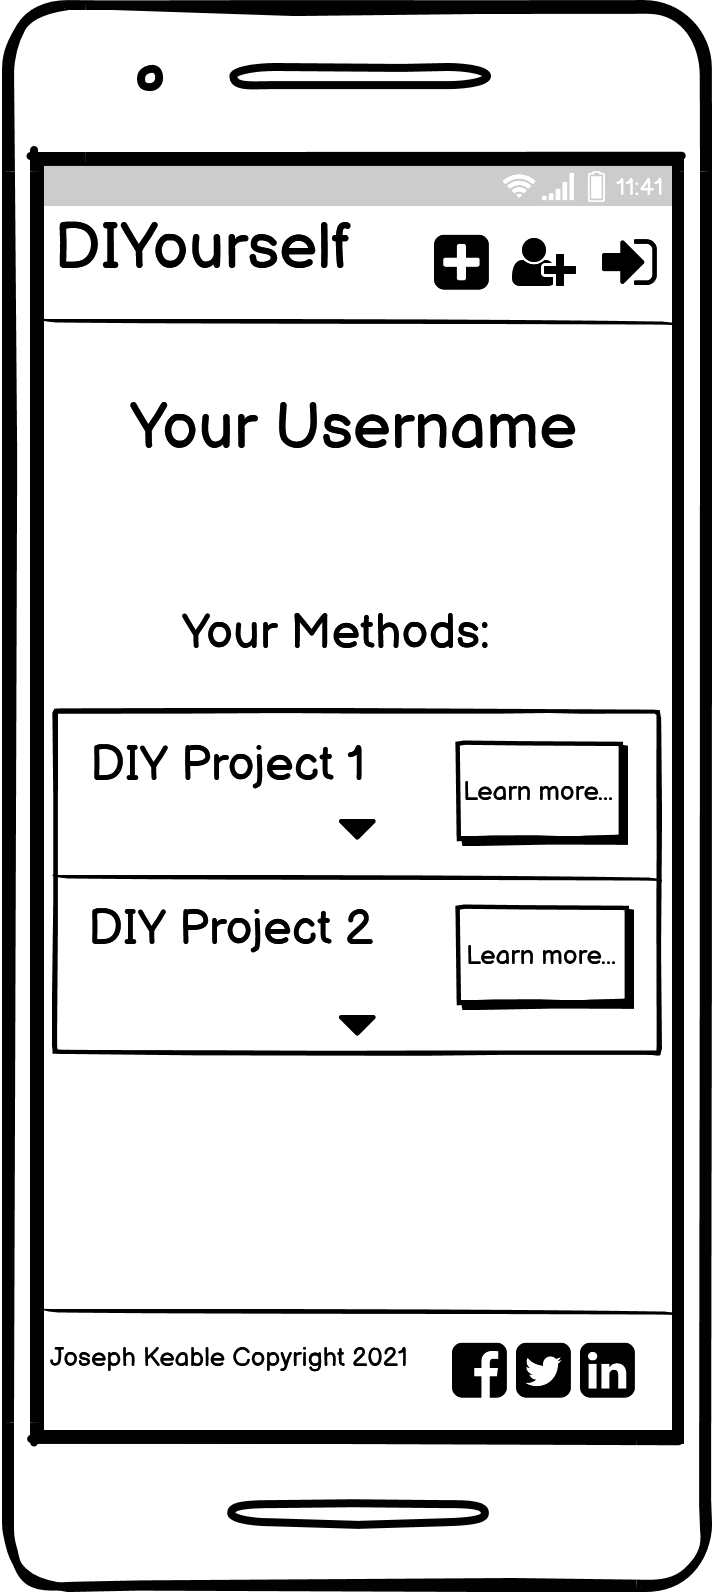 11:41
DIYourself
Your Username
Your Methods:
DIY Project 1
Learn more...
DIY Project 2
Learn more...
Joseph Keable Copyright 2021